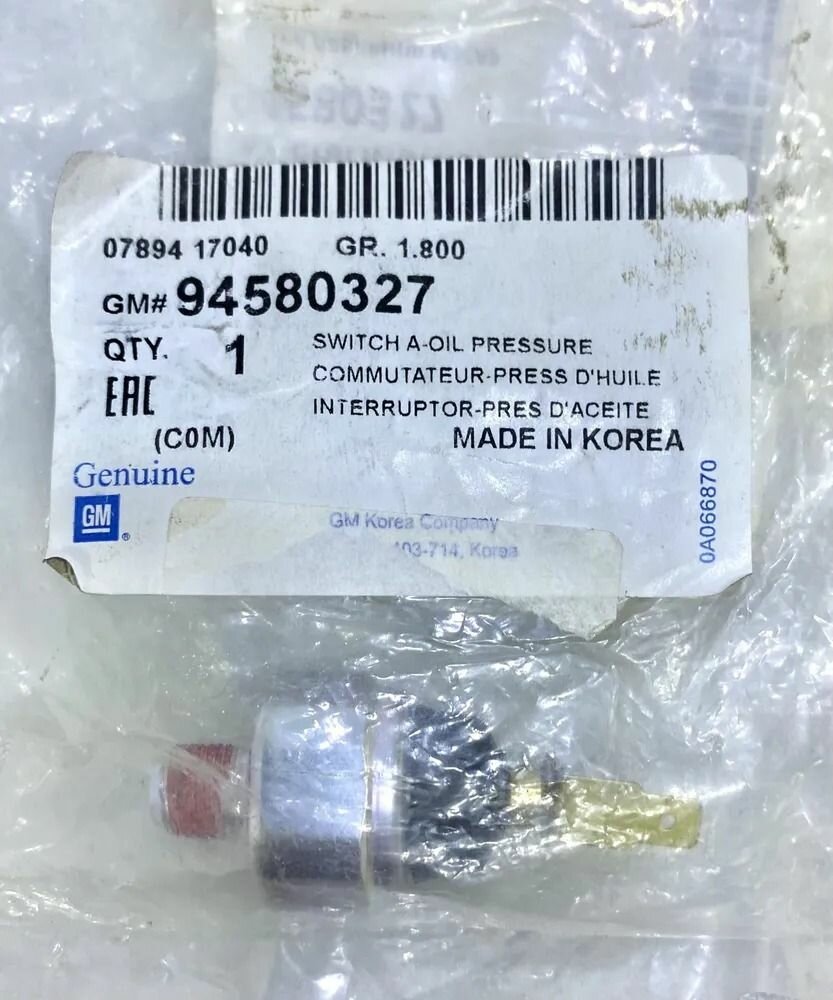 07894 17040 GR. 1.800
GM# 94580327
QTY. 1 SWITCH A-OIL PRESSURE
COMMUTATEUR-PRESS D'HUILE
EAC INTERRUPTOR-PRES D'ACEITE
(C0M) MADE IN KOREA
Genuine
GM ®
GM Korea Company
403-714, Korea
0A066870